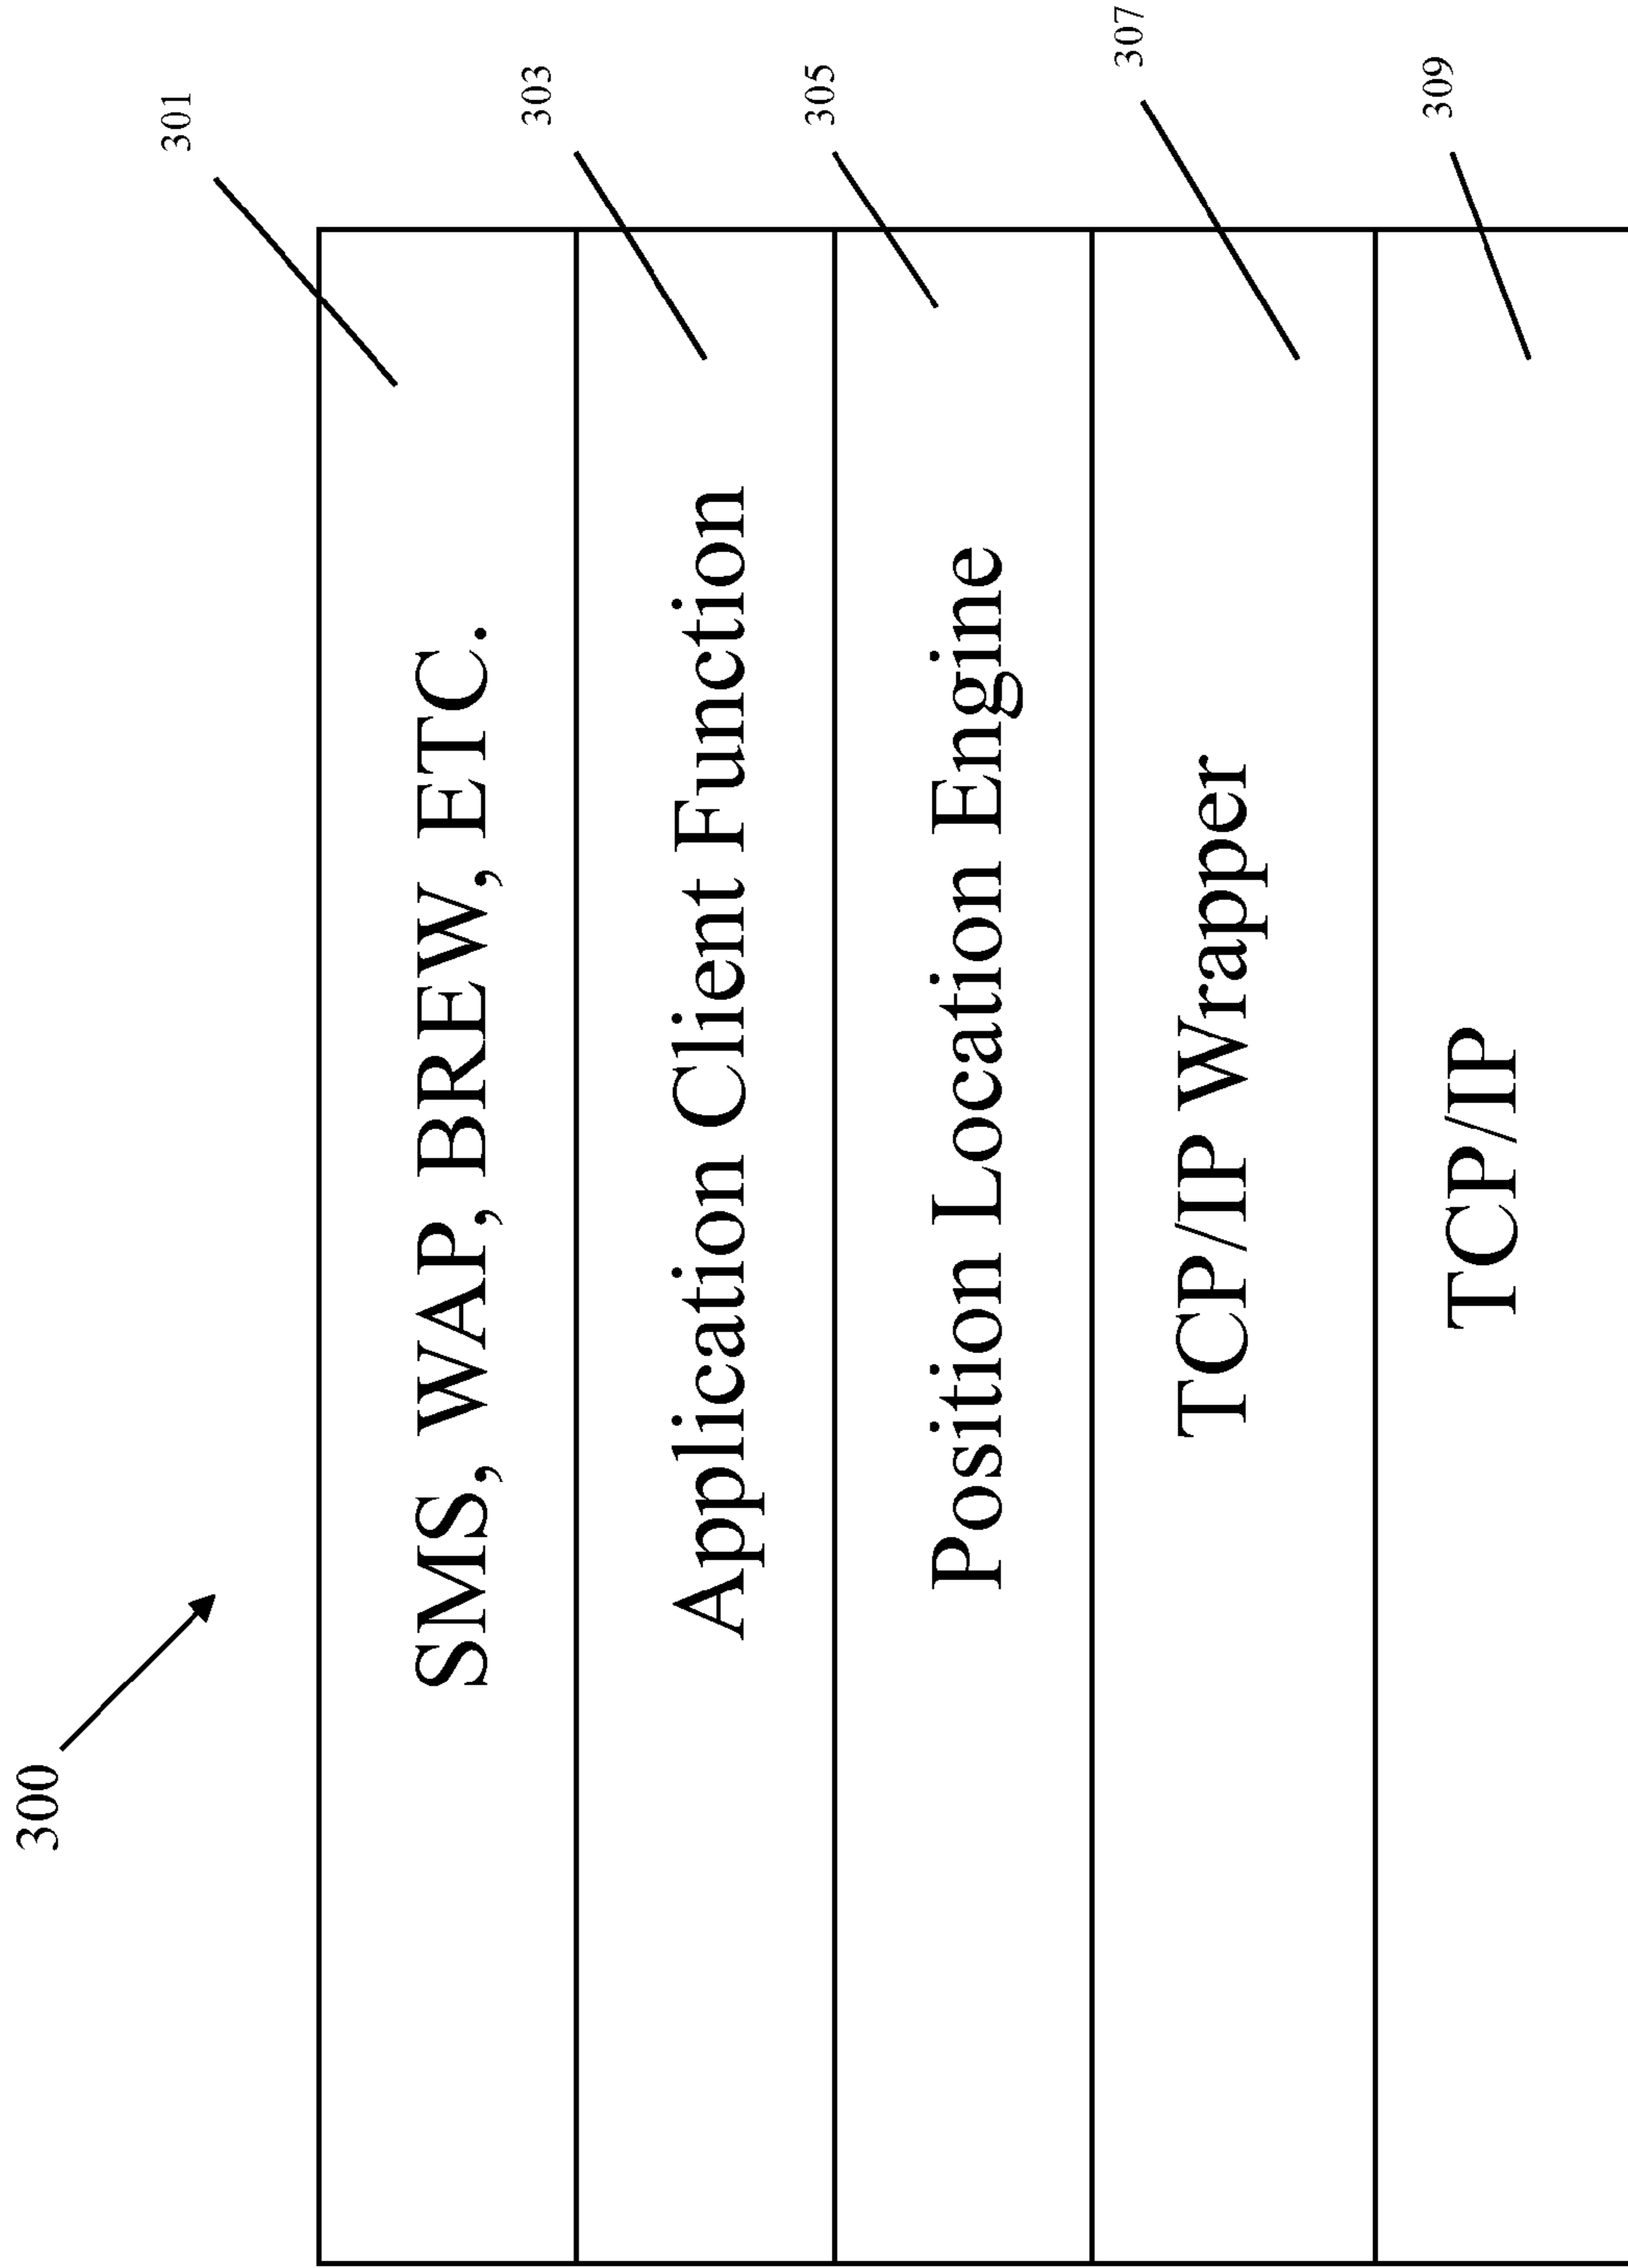 300
301
SMS, WAP, BREW, ETC.
303
Application Client Function
305
Position Location Engine
307
TCP/IP Wrapper
309
TCP/IP